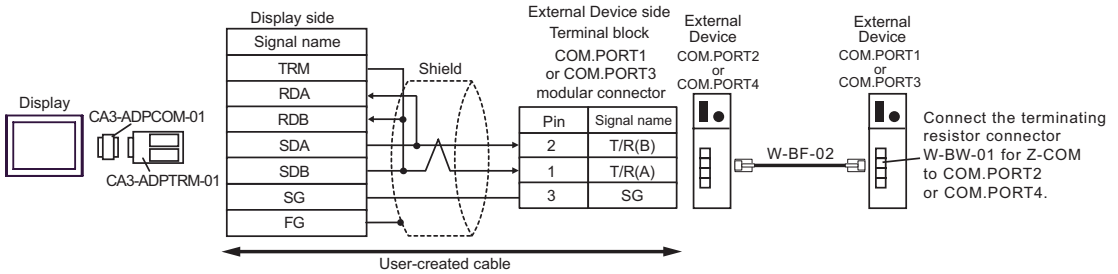 Display
CA3-ADPCOM-01
CA3-ADPTRM-01
Display side
Signal name
TRM
RDA
RDB
SDA
SDB
SG
FG
Shield
User-created cable
External Device side
Terminal block
COM.PORT1
or COM.PORT3
modular connector
Pin Signal name
2 T/R(B)
1 T/R(A)
3 SG
External
Device
COM.PORT2
or
COM.PORT4
W-BF-02
External
Device
COM.PORT1
or
COM.PORT3
Connect the terminating
resistor connector
W-BW-01 for Z-COM
to COM.PORT2
or COM.PORT4.